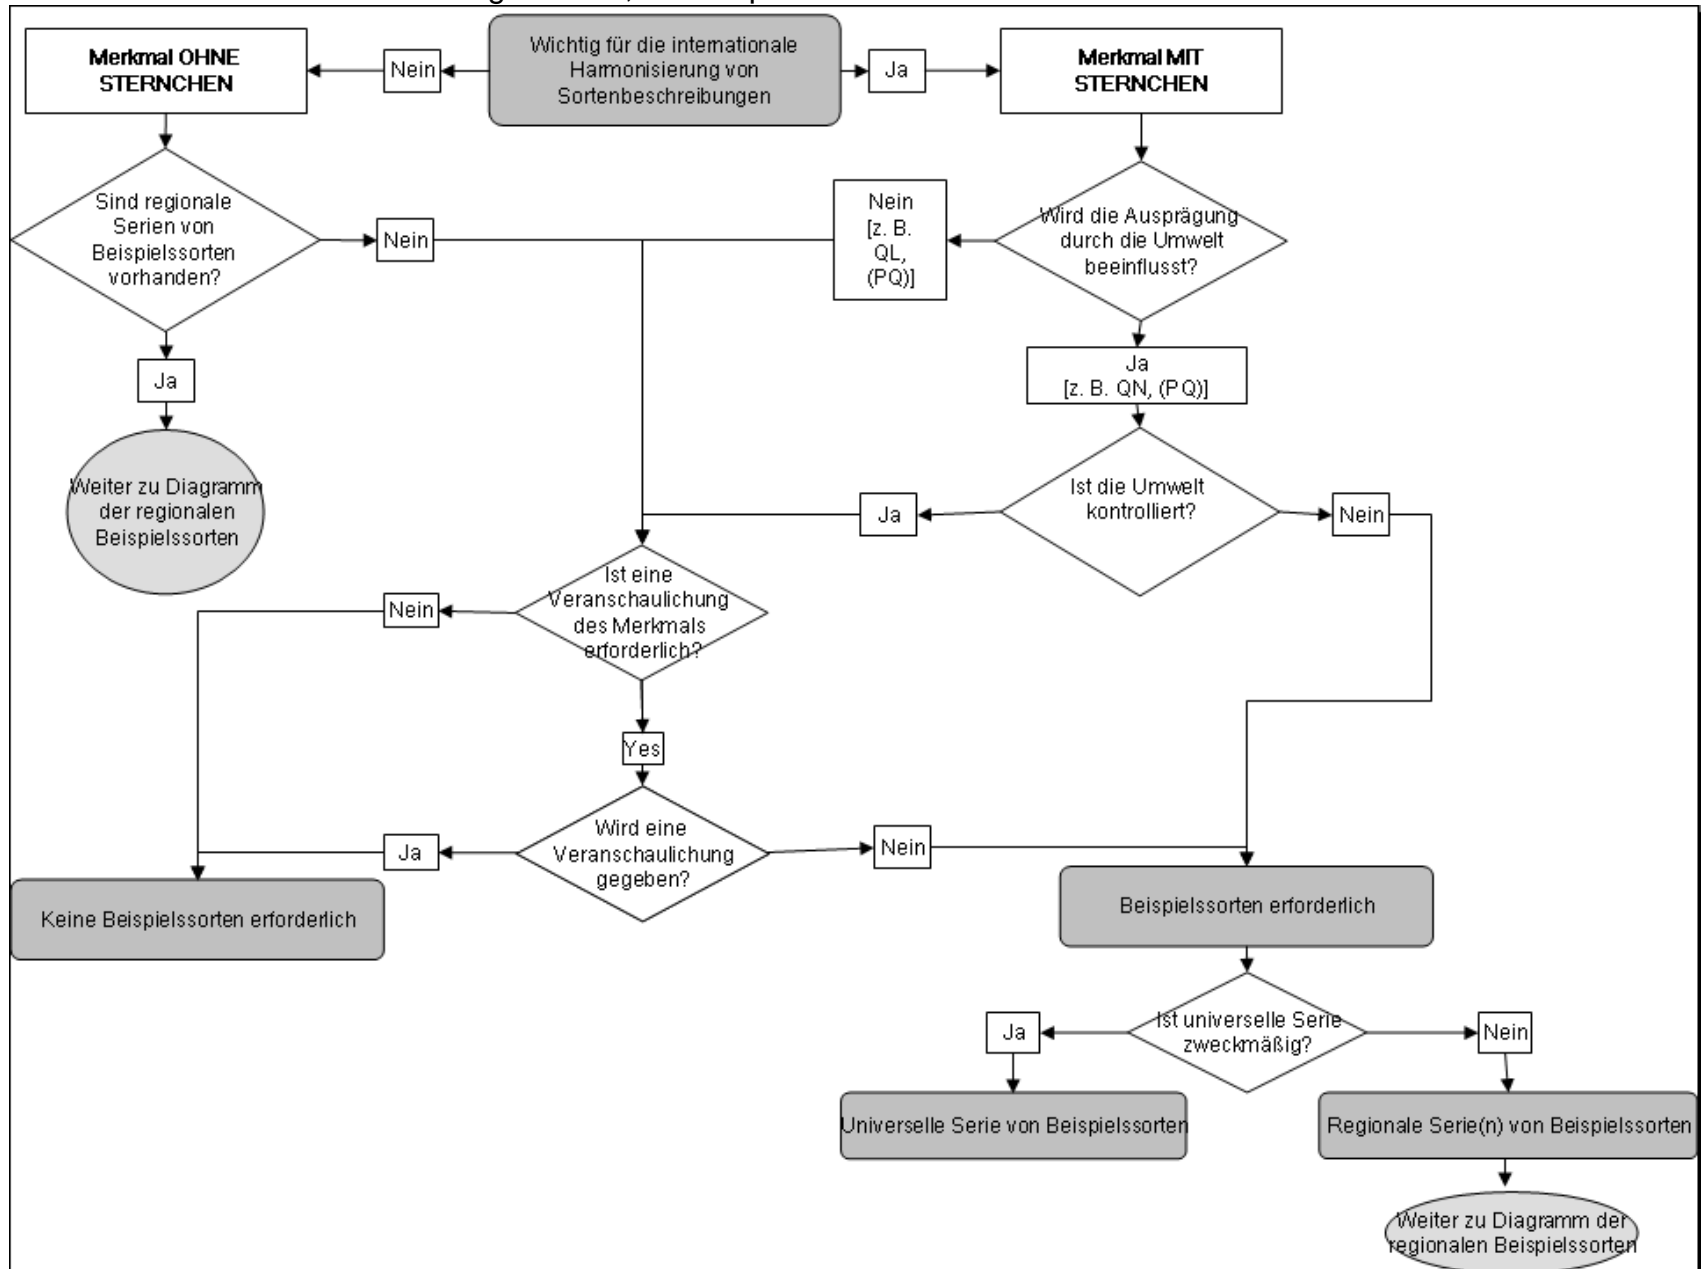 Wichtig für die internationale
Harmonisierung von
Sortenbeschreibungen
Nein
Ja
Merkmal OHNE
STERNCHEN
Merkmal MIT
STERNCHEN
Sind regionale
Serien von
Beispielssorten
vorhanden?
Nein
Nein
[z. B.
QL,
(PQ)]
Wird die Ausprägung
durch die Umwelt
beeinflusst?
Ja
Ja
[z. B. QN, (PQ)]
Weiter zu Diagramm
der regionalen
Beispielssorten
Ja
Ist die Umwelt
kontrolliert?
Nein
Nein
Ist eine
Veranschaulichung
des Merkmals
erforderlich?
Yes
Ja
Wird eine
Veranschaulichung
gegeben?
Nein
Keine Beispielssorten erforderlich
Beispielssorten erforderlich
Ja
Ist universelle Serie
zweckmäßig?
Nein
Universelle Serie von Beispielssorten
Regionale Serie(n) von Beispielssorten
Weiter zu Diagramm der
regionalen Beispielssorten